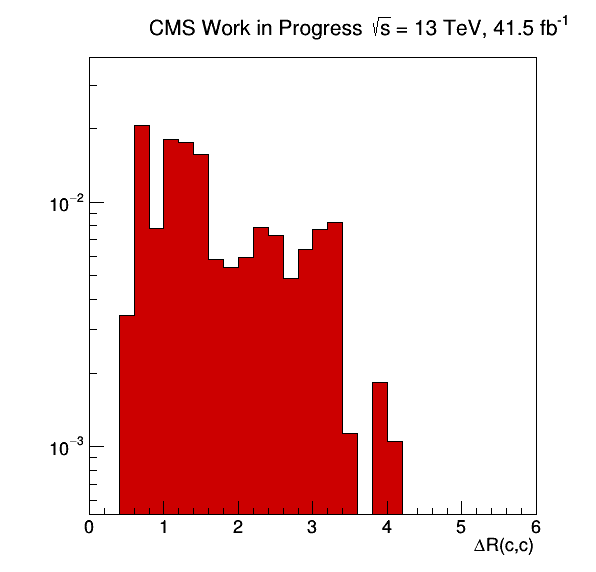 CMS Work in Progress √s = 13 TeV, 41.5 fb⁻¹
10⁻²
10⁻³
0 1 2 3 4 5 6
ΔR(c,c)